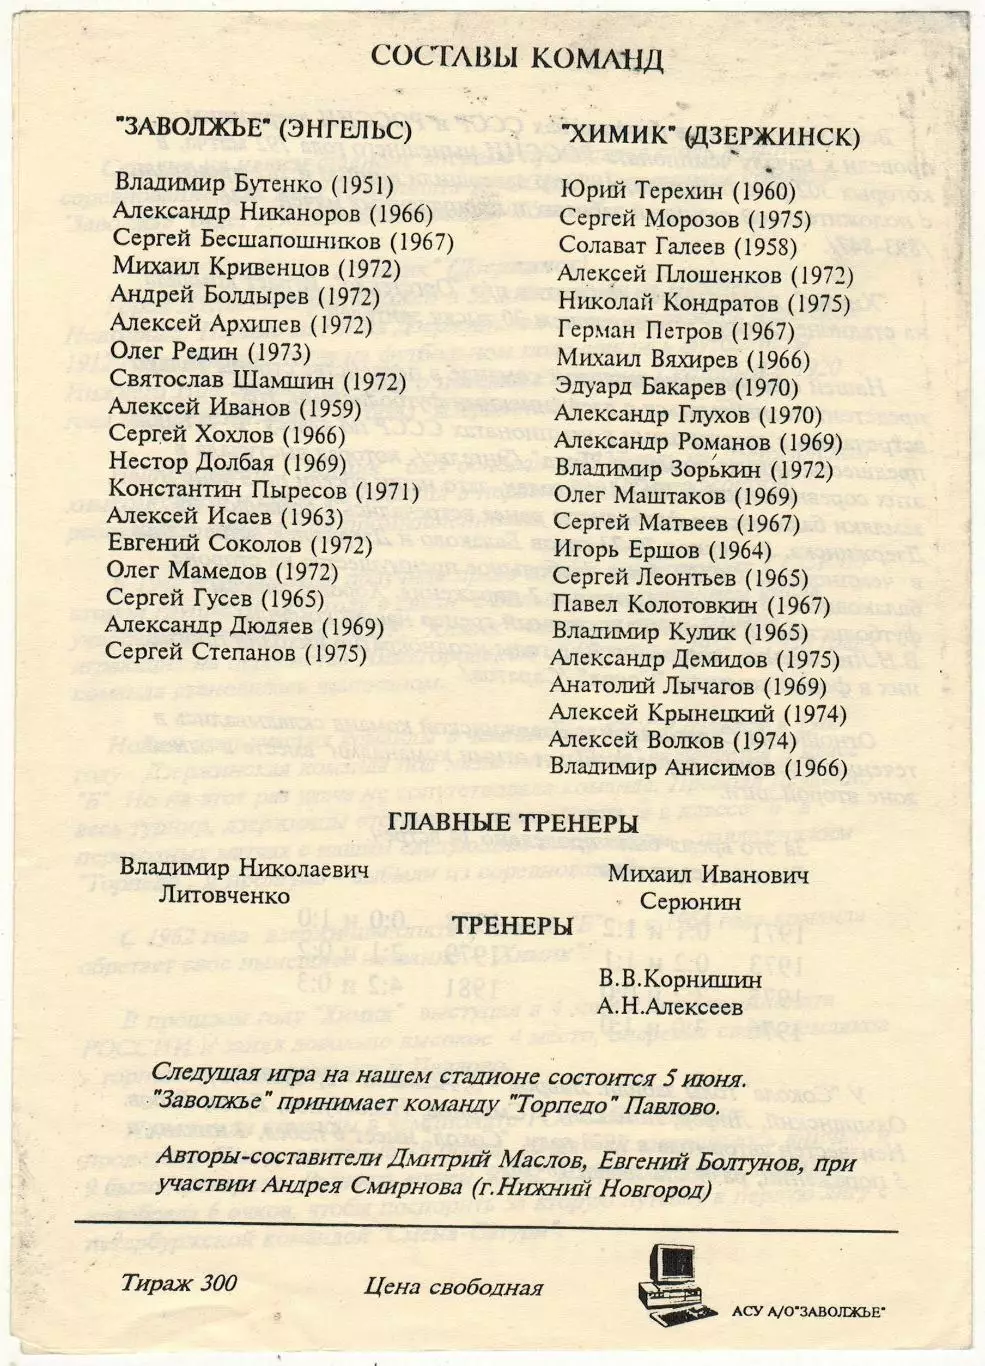 СОСТАВЫ КОМАНД
"ЗАВОЛЖЬЕ" (ЭНГЕЛЬС)
Владимир Бутенко (1951)
Александр Никаноров (1966)
Сергей Бесшапошников (1967)
Михаил Кривенцов (1972)
Андрей Болдырев (1972)
Алексей Архипев (1972)
Олег Редин (1973)
Святослав Шамшин (1972)
Алексей Иванов (1959)
Сергей Хохлов (1966)
Нестор Долбая (1969)
Константин Пыресов (1971)
Алексей Исаев (1963)
Евгений Соколов (1972)
Олег Мамедов (1972)
Сергей Гусев (1965)
Александр Дюдяев (1969)
Сергей Степанов (1975)
"ХИМИК" (ДЗЕРЖИНСК)
Юрий Терехин (1960)
Сергей Морозов (1975)
Солават Галеев (1958)
Алексей Плошенков (1972)
Николай Кондратов (1975)
Герман Петров (1967)
Михаил Вяхирев (1966)
Эдуард Бакарев (1970)
Александр Глухов (1970)
Александр Романов (1969)
Владимир Зорькин (1972)
Олег Маштаков (1969)
Сергей Матвеев (1967)
Игорь Ершов (1964)
Сергей Леонтьев (1965)
Павел Колотовкин (1967)
Владимир Кулик (1965)
Александр Демидов (1975)
Анатолий Лычагов (1969)
Алексей Крынецкий (1974)
Алексей Волков (1974)
Владимир Анисимов (1966)
ГЛАВНЫЕ ТРЕНЕРЫ
Владимир Николаевич
Литовченко
Михаил Иванович
Серюнин
ТРЕНЕРЫ
В.В.Корнишин
А.Н.Алексеев
Следущая игра на нашем стадионе состоится 5 июня.
"Заволжье" принимает команду "Торпедо" Павлово.
Авторы-составители Дмитрий Маслов, Евгений Болтунов, при
участии Андрея Смирнова (г.Нижний Новгород)
Тираж 300
Цена свободная
АСУ А/О"ЗАВОЛЖЬЕ"